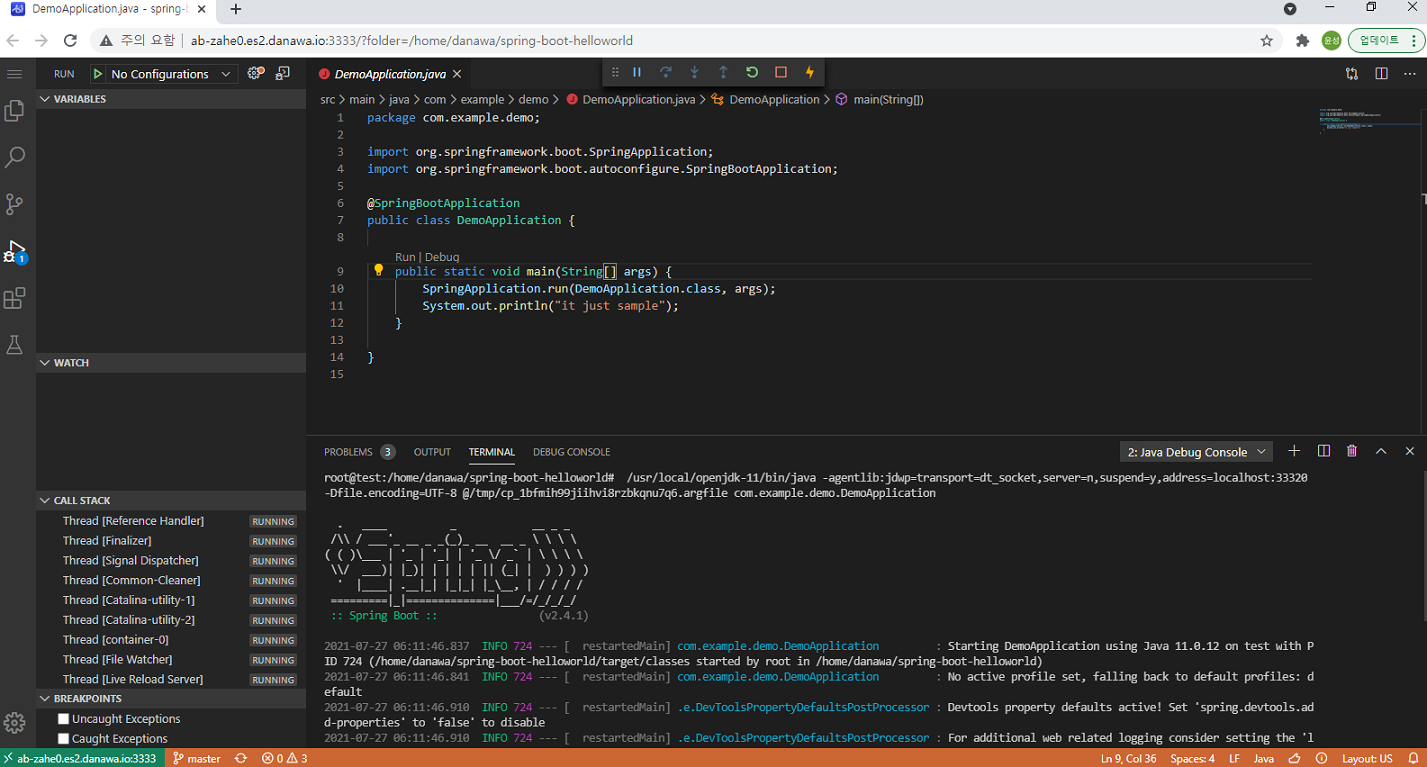 DemoApplication.java - spring-b
주의 요함 ab-zahe0.es2.danawa.io:3333/?folder=/home/danawa/spring-boot-helloworld
윤성
업데이트
RUN No Configurations
DemoApplication.java
VARIABLES
src > main > java > com > example > demo > DemoApplication.java > DemoApplication > main(String[])
1 package com.example.demo;
2
3 import org.springframework.boot.SpringApplication;
4 import org.springframework.boot.autoconfigure.SpringBootApplication;
5
6 @SpringBootApplication
7 public class DemoApplication {
8
Run | Debug
9 public static void main(String[] args) {
10 SpringApplication.run(DemoApplication.class, args);
11 System.out.println("it just sample");
12 }
13
14 }
15
1
WATCH
CALL STACK
Thread [Reference Handler] RUNNING
Thread [Finalizer] RUNNING
Thread [Signal Dispatcher] RUNNING
Thread [Common-Cleaner] RUNNING
Thread [Catalina-utility-1] RUNNING
Thread [Catalina-utility-2] RUNNING
Thread [container-0] RUNNING
Thread [File Watcher] RUNNING
Thread [Live Reload Server] RUNNING
BREAKPOINTS
Uncaught Exceptions
Caught Exceptions
PROBLEMS 3 OUTPUT TERMINAL DEBUG CONSOLE 2: Java Debug Console
root@test:/home/danawa/spring-boot-helloworld# /usr/local/openjdk-11/bin/java -agentlib:jdwp=transport=dt_socket,server=n,suspend=y,address=localhost:33320
-Dfile.encoding=UTF-8 @/tmp/cp_1bfmih99jiihvi8rzbkqnu7q6.argfile com.example.demo.DemoApplication
  .   ____          _            __ _ _
 /\\ / ___'_ __ _ _(_)_ __  __ _ \ \ \ \
( ( )\___ | '_ | '_| | '_ \/ _` | \ \ \ \
 \\/  ___)| |_)| | | | | || (_| |  ) ) ) )
  '  |____| .__|_| |_|_| |_\__, | / / / /
 =========|_|==============|___/=/_/_/_/
 :: Spring Boot ::                (v2.4.1)
2021-07-27 06:11:46.837 INFO 724 --- [ restartedMain] com.example.demo.DemoApplication : Starting DemoApplication using Java 11.0.12 on test with P
ID 724 (/home/danawa/spring-boot-helloworld/target/classes started by root in /home/danawa/spring-boot-helloworld)
2021-07-27 06:11:46.841 INFO 724 --- [ restartedMain] com.example.demo.DemoApplication : No active profile set, falling back to default profiles: d
efault
2021-07-27 06:11:46.910 INFO 724 --- [ restartedMain] .e.DevToolsPropertyDefaultsPostProcessor : Devtools property defaults active! Set 'spring.devtools.ad
d-properties' to 'false' to disable
2021-07-27 06:11:46.910 INFO 724 --- [ restartedMain] .e.DevToolsPropertyDefaultsPostProcessor : For additional web related logging consider setting the 'l
ab-zahe0.es2.danawa.io:3333 master 0 3 Ln 9, Col 36 Spaces: 4 LF Java Layout: US